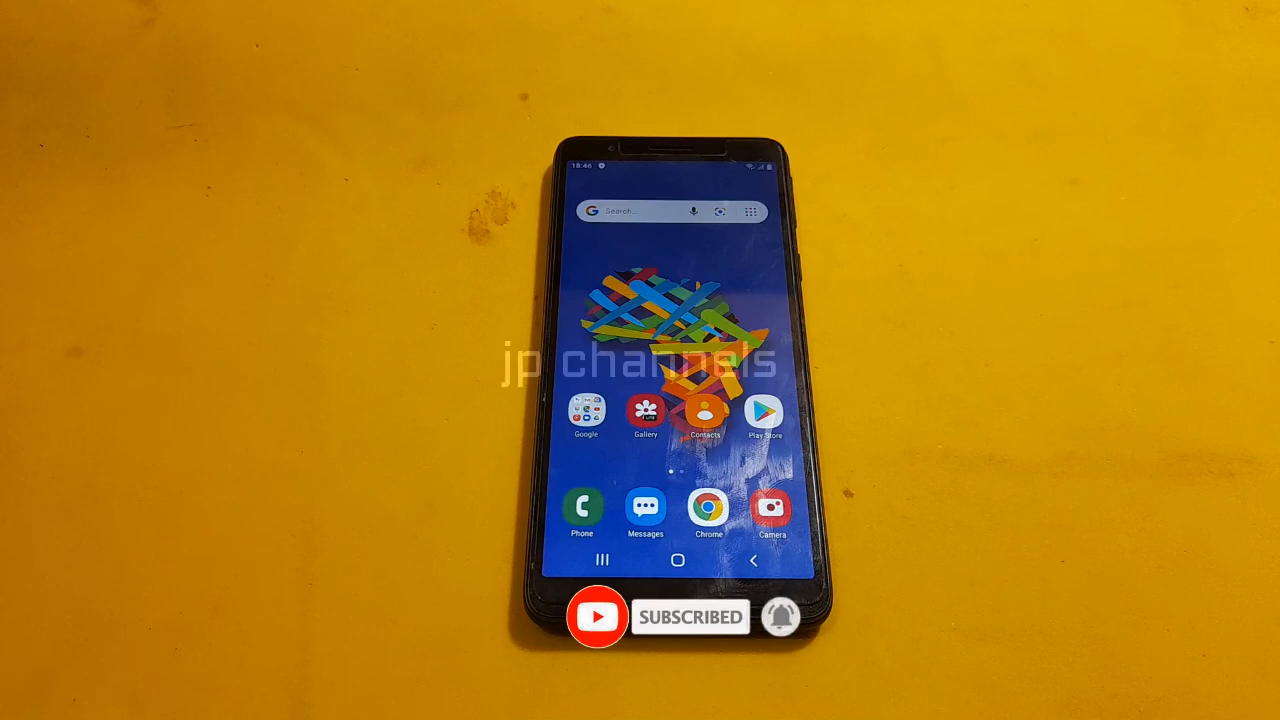 18:46
Search...
jp channels
Google
Gallery
Contacts
Play Store
Phone
Messages
Chrome
Camera
SUBSCRIBED